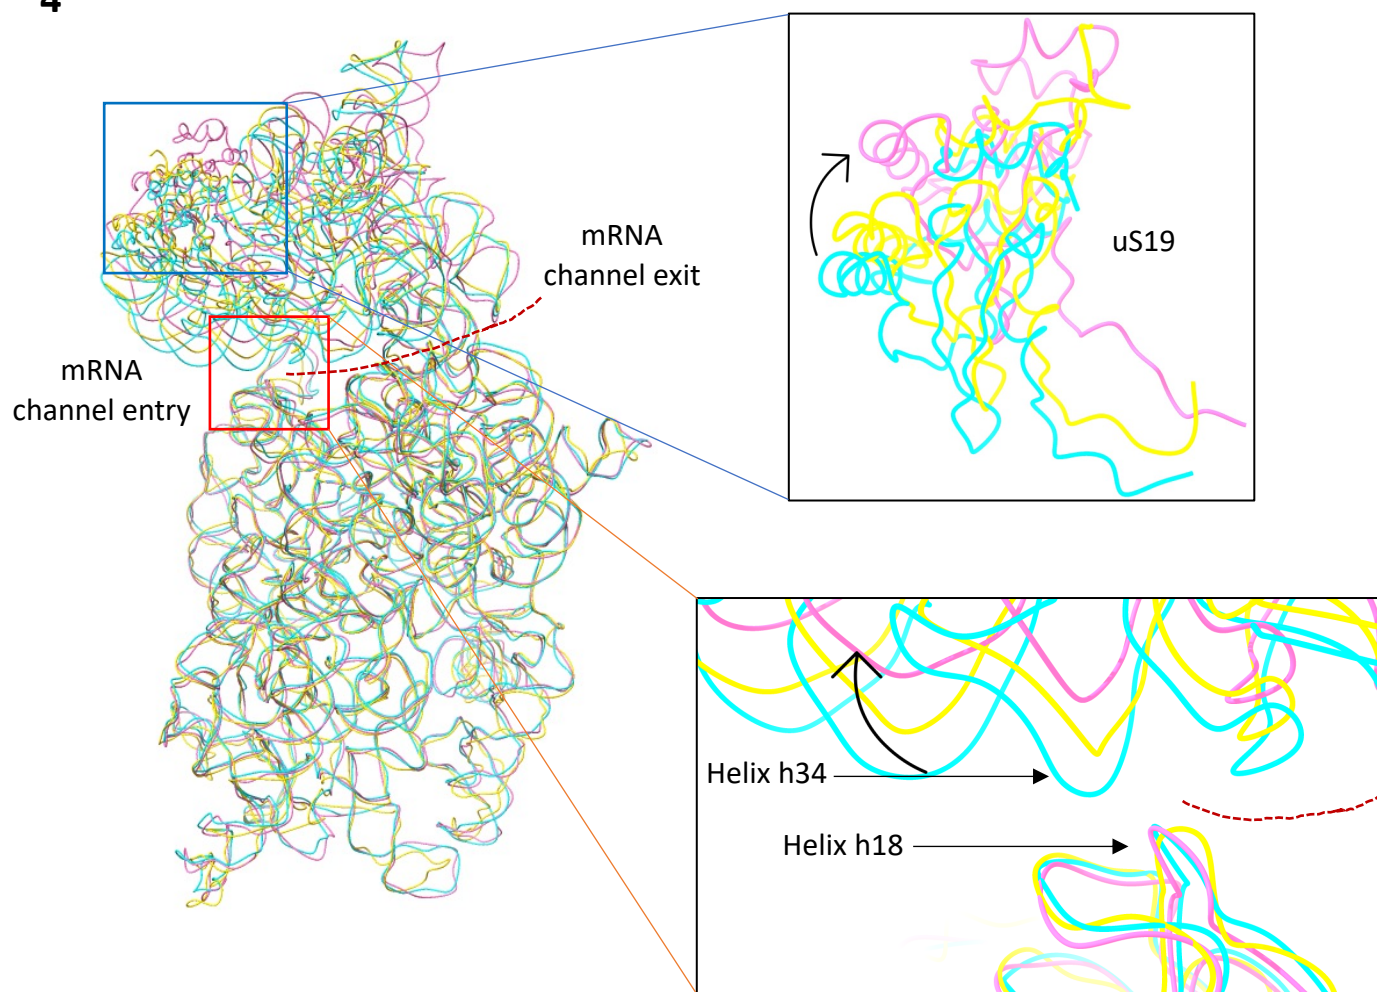 4
mRNA
channel exit
mRNA
channel entry
uS19
Helix h34
Helix h18